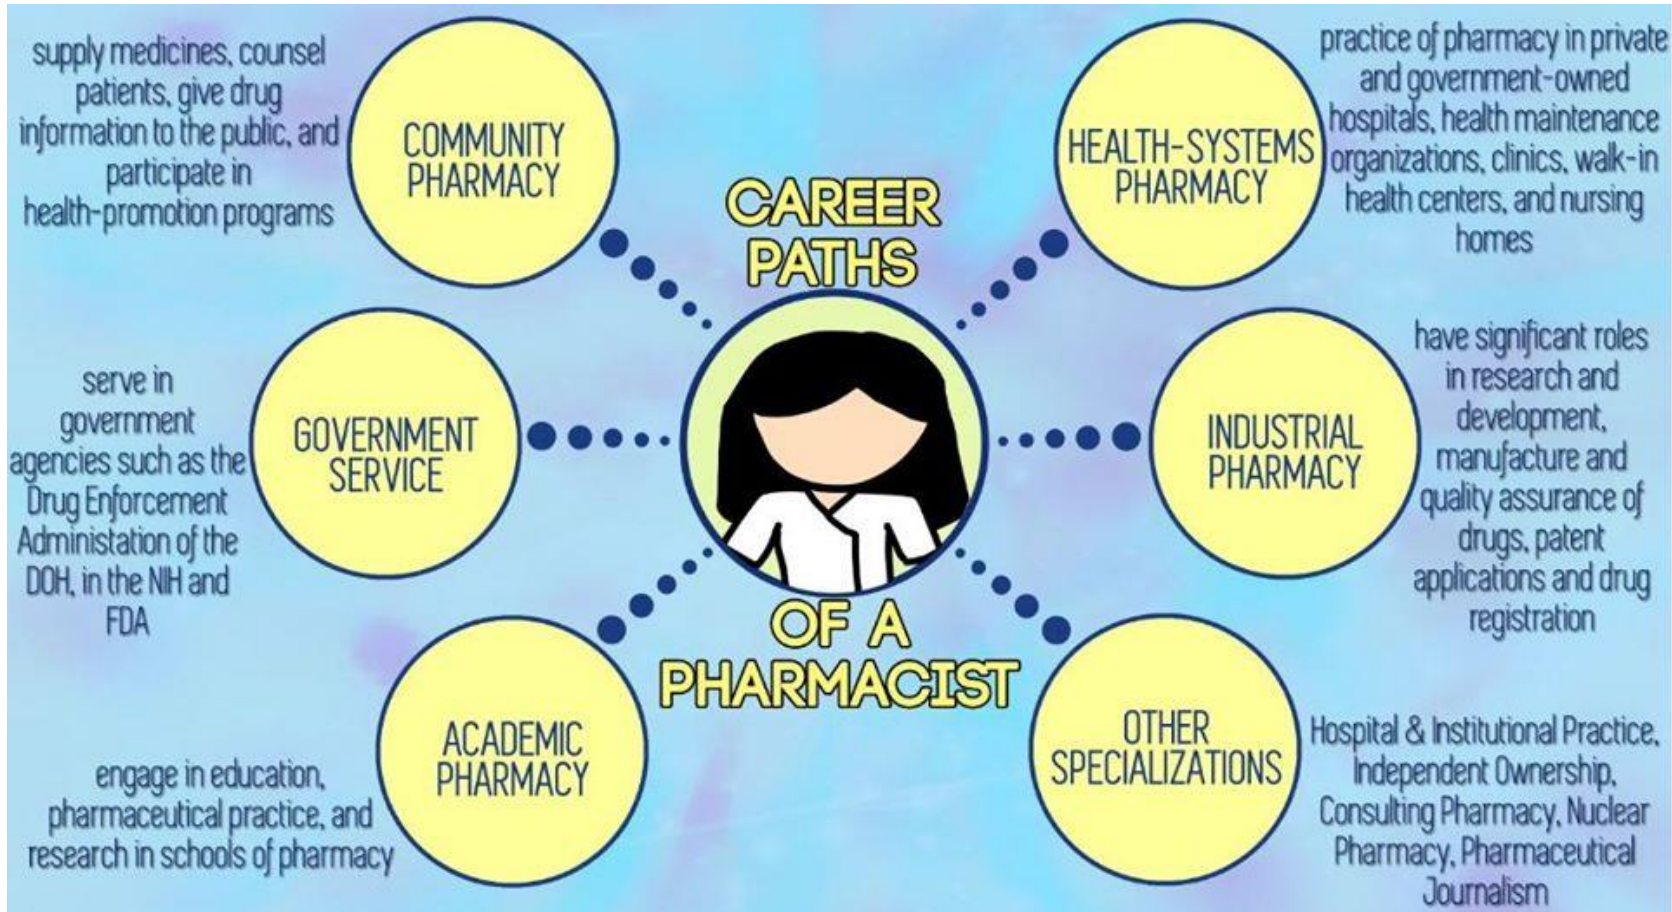 CAREER
PATHS
OF A
PHARMACIST
COMMUNITY
PHARMACY
supply medicines, counsel
patients, give drug
information to the public, and
participate in
health-promotion programs
HEALTH-SYSTEMS
PHARMACY
practice of pharmacy in private
and government-owned
hospitals, health maintenance
organizations, clinics, walk-in
health centers, and nursing
homes
GOVERNMENT
SERVICE
serve in
government
agencies such as the
Drug Enforcement
Administation of the
DOH, in the NIH and
FDA
INDUSTRIAL
PHARMACY
have significant roles
in research and
development,
manufacture and
quality assurance of
drugs, patent
applications and drug
registration
ACADEMIC
PHARMACY
engage in education,
pharmaceutical practice, and
research in schools of pharmacy
OTHER
SPECIALIZATIONS
Hospital & Institutional Practice,
Independent Ownership,
Consulting Pharmacy, Nuclear
Pharmacy, Pharmaceutical
Journalism